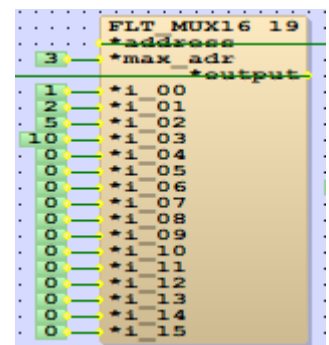 FLT_MUX16 19
*address
3 *max_adr
*output
1 *i_00
2 *i_01
5 *i_02
10 *i_03
0 *i_04
0 *i_05
0 *i_06
0 *i_07
0 *i_08
0 *i_09
0 *i_10
0 *i_11
0 *i_12
0 *i_13
0 *i_14
0 *i_15